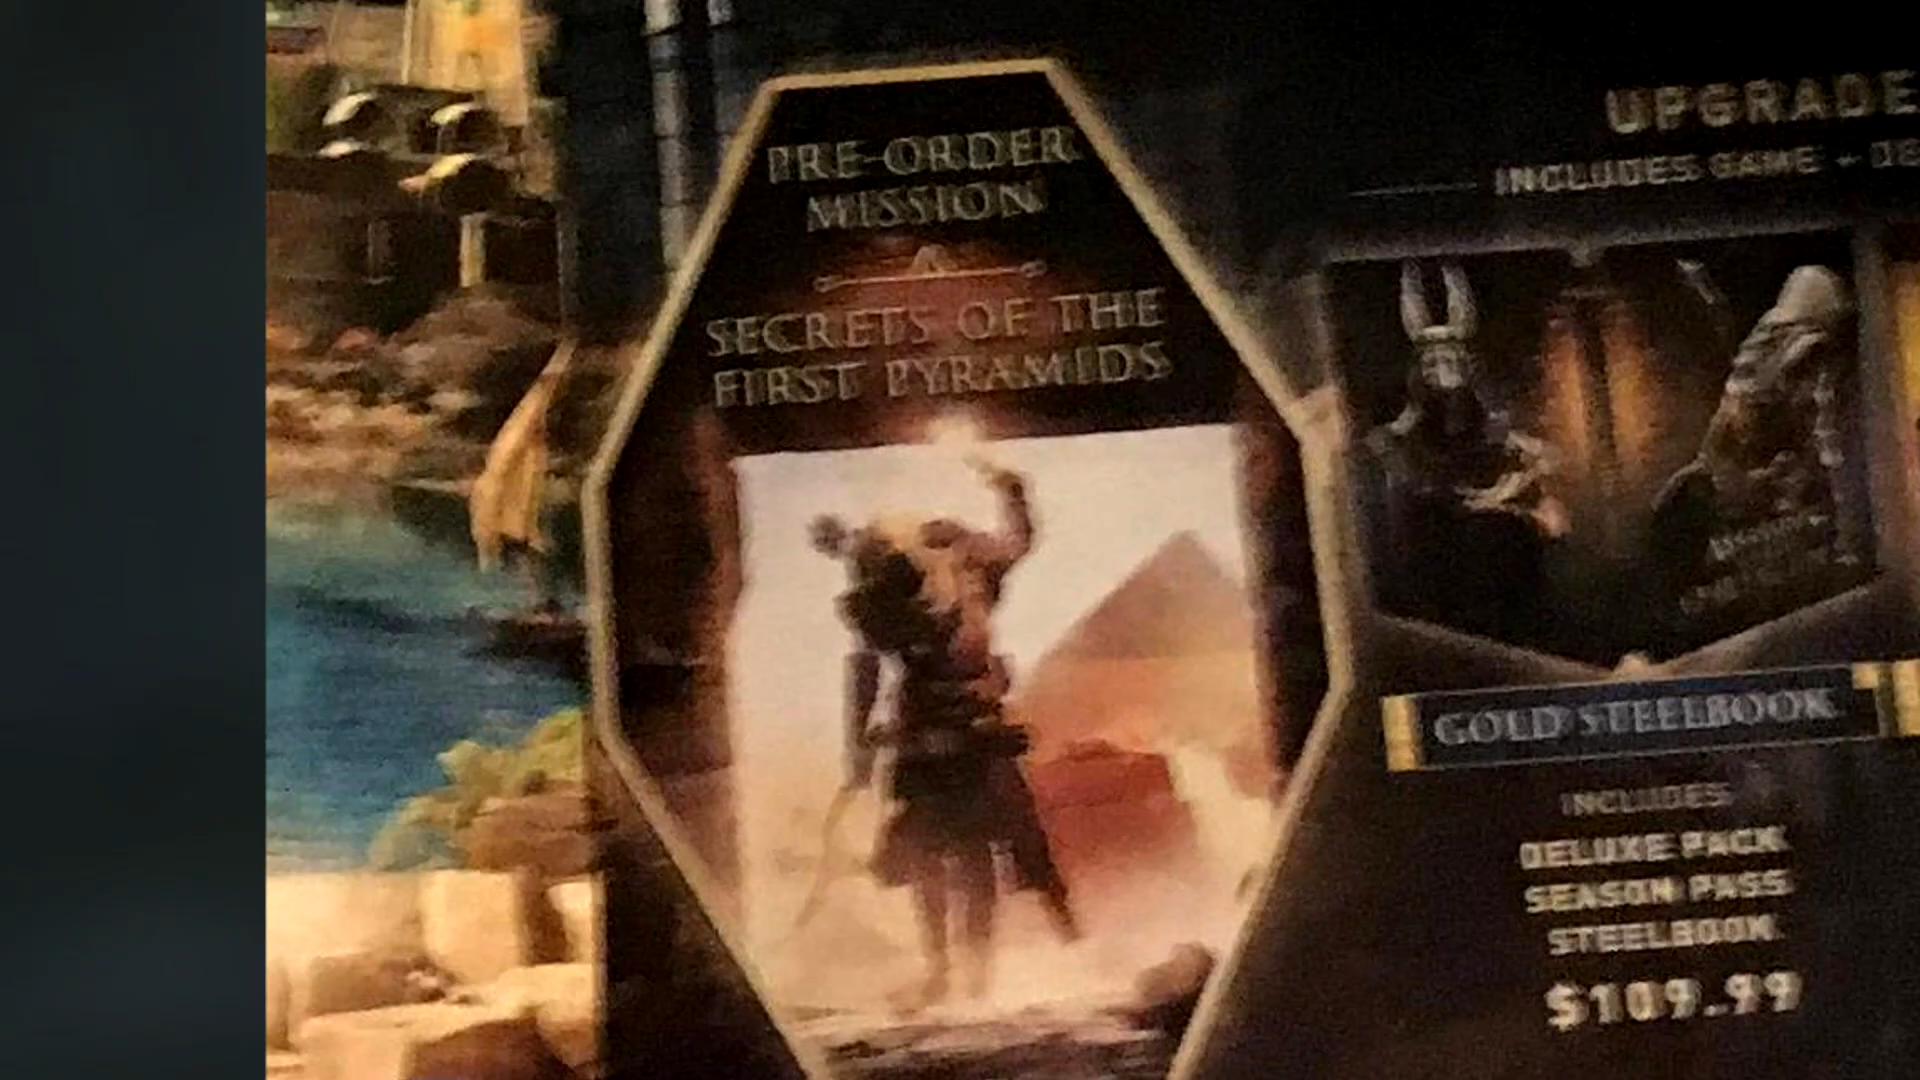 PRE-ORDER
MISSION
SECRETS OF THE
FIRST PYRAMIDS
UPGRADE
INCLUDES GAME + DE
GOLD STEELBOOK
INCLUDES
DELUXE PACK
SEASON PASS
STEELBOOK
$109.99